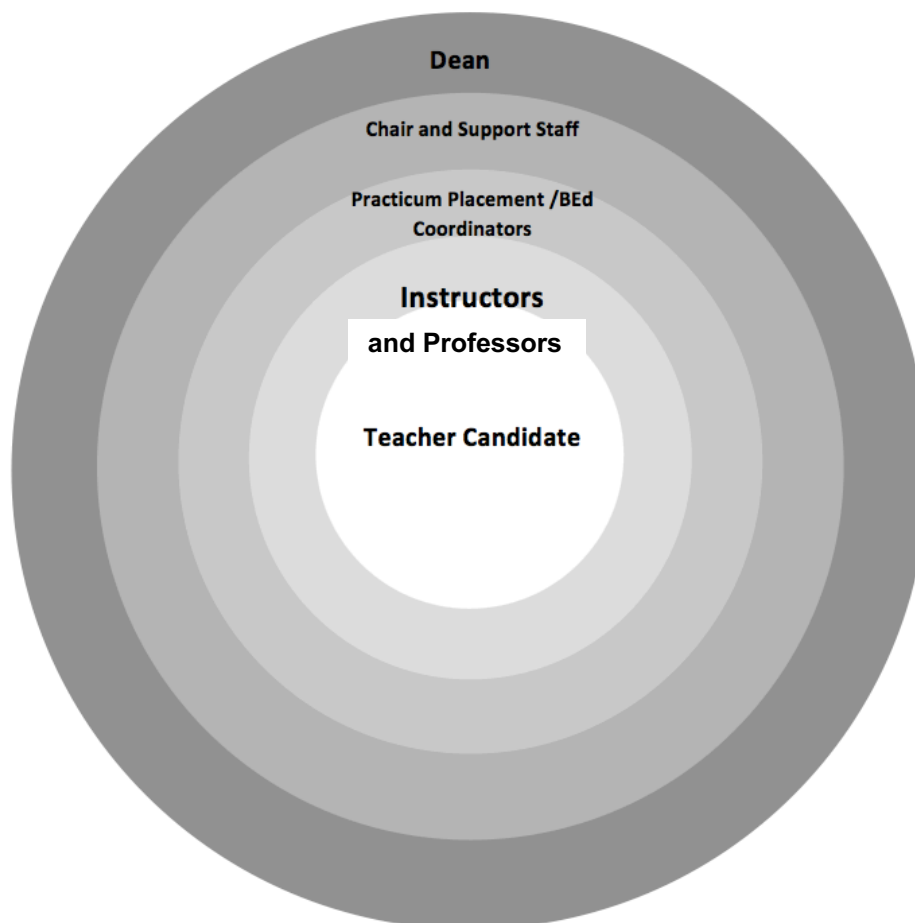 Dean
Chair and Support Staff
Practicum Placement /BEd
Coordinators
Instructors
and Professors
Teacher Candidate